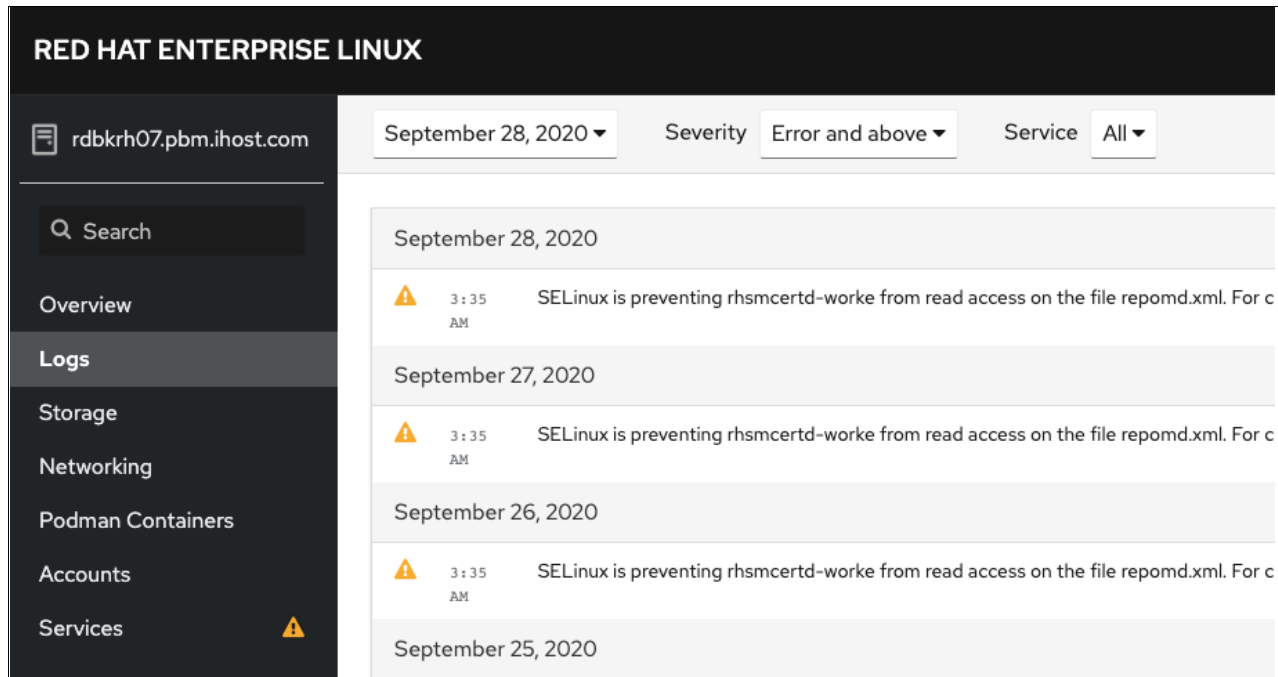 RED HAT ENTERPRISE LINUX
rdbkrh07.pbm.ihost.com
Search
Overview
Logs
Storage
Networking
Podman Containers
Accounts
Services
September 28, 2020 Severity Error and above Service All
September 28, 2020
3:35 AM SELinux is preventing rhsmcertd-worke from read access on the file repomd.xml. For c
September 27, 2020
3:35 AM SELinux is preventing rhsmcertd-worke from read access on the file repomd.xml. For c
September 26, 2020
3:35 AM SELinux is preventing rhsmcertd-worke from read access on the file repomd.xml. For c
September 25, 2020